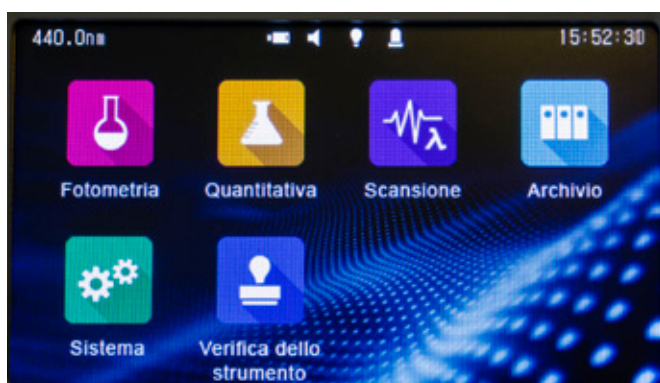 440.0nm 15:52:30
λ
Fotometria Quantitativa Scansione Archivio
Sistema Verifica dello
strumento